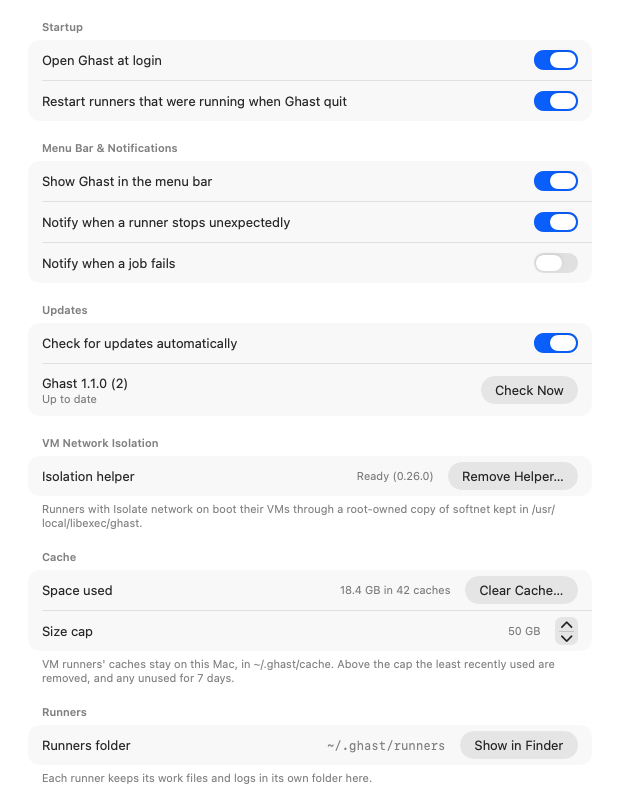 Startup
Open Ghast at login
Restart runners that were running when Ghast quit
Menu Bar & Notifications
Show Ghast in the menu bar
Notify when a runner stops unexpectedly
Notify when a job fails
Updates
Check for updates automatically
Ghast 1.1.0 (2)
Up to date
Check Now
VM Network Isolation
Isolation helper
Ready (0.26.0)
Remove Helper...
Runners with Isolate network on boot their VMs through a root-owned copy of softnet kept in /usr/
local/libexec/ghast.
Cache
Space used
18.4 GB in 42 caches
Clear Cache...
Size cap
50 GB
VM runners' caches stay on this Mac, in ~/.ghast/cache. Above the cap the least recently used are
removed, and any unused for 7 days.
Runners
Runners folder
~/.ghast/runners
Show in Finder
Each runner keeps its work files and logs in its own folder here.